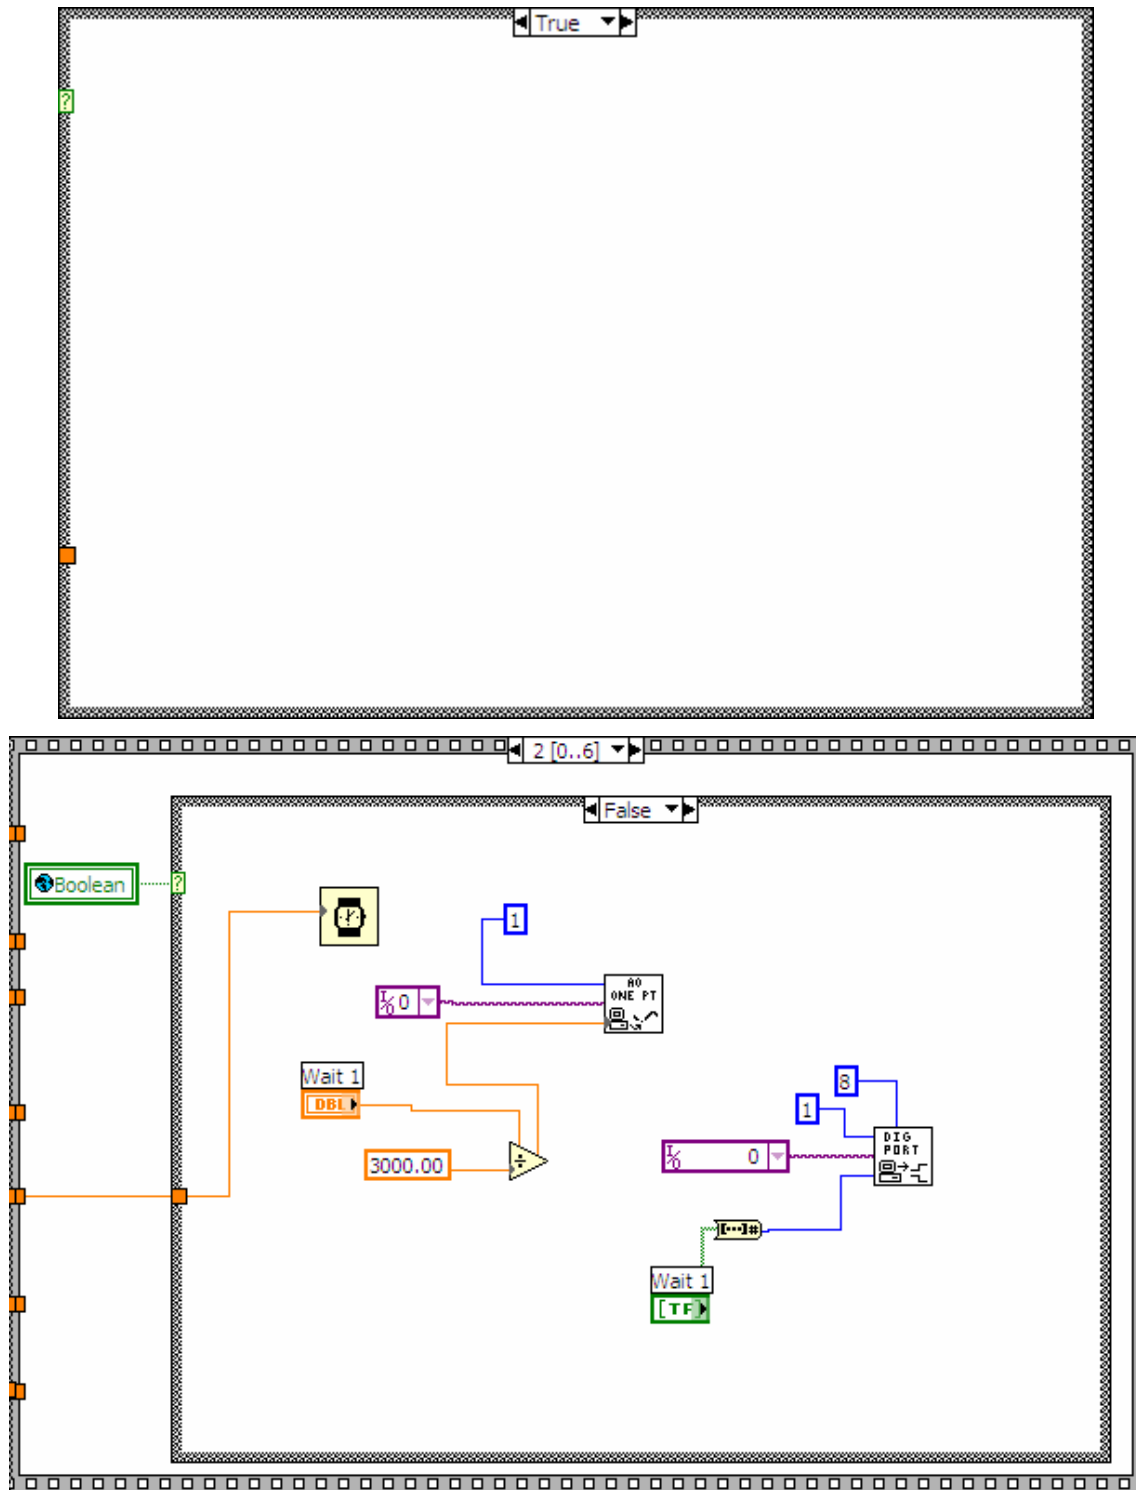 True
?
2 [0..6]
False
Boolean
?
1
AO
ONE PT
I/O 0
Wait 1
DBL
8
1
3000.00
÷
DIG
PORT
I/O 0
[...]#
Wait 1
[TF]